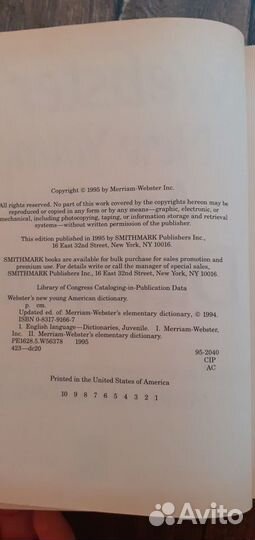 Copyright © 1995 by Merriam-Webster Inc.
All rights reserved. No part of this work covered by the copyrights hereon may be
reproduced or copied in any form or by any means—graphic, electronic, or
mechanical, including photocopying, taping, or information storage and retrieval
systems—without written permission of the publisher.
This edition published in 1995 by SMITHMARK Publishers Inc.,
16 East 32nd Street, New York, NY 10016.
SMITHMARK books are available for bulk purchase for sales promotion and
premium use. For details write or call the manager of special sales,
SMITHMARK Publishers Inc., 16 East 32nd Street, New York, NY 10016.
Library of Congress Cataloging-in-Publication Data
Webster's new young American dictionary.
p. cm.
Updated ed. of Merriam-Webster's elementary dictionary, © 1994.
ISBN 0-8317-9166-7
1. English language—Dictionaries, Juvenile. I. Merriam-Webster,
Inc. II. Merriam-Webster's elementary dictionary.
PE1628.5.W56378 1995
423—dc20 95-2040
CIP
AC
Printed in the United States of America
10 9 8 7 6 5 4 3 2 1
Avito